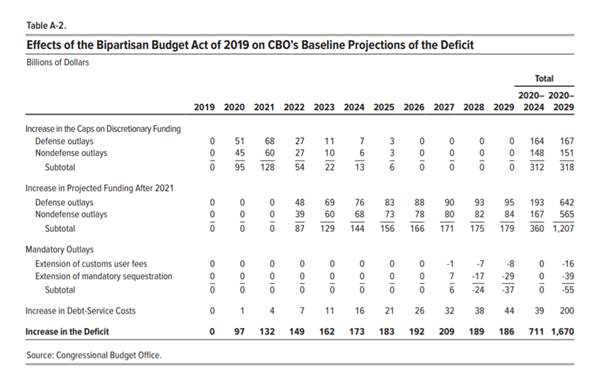 Table A-2.
Effects of the Bipartisan Budget Act of 2019 on CBO's Baseline Projections of the Deficit
Billions of Dollars
Total
2020– 2020–
2019 2020 2021 2022 2023 2024 2025 2026 2027 2028 2029 2024 2029
Increase in the Caps on Discretionary Funding
Defense outlays 0 51 68 27 11 7 3 0 0 0 0 164 167
Nondefense outlays 0 45 60 27 10 6 3 0 0 0 0 148 151
Subtotal 0 95 128 54 22 13 6 0 0 0 0 312 318
Increase in Projected Funding After 2021
Defense outlays 0 0 0 48 69 76 83 88 90 93 95 193 642
Nondefense outlays 0 0 0 39 60 68 73 78 80 82 84 167 565
Subtotal 0 0 0 87 129 144 156 166 171 175 179 360 1,207
Mandatory Outlays
Extension of customs user fees 0 0 0 0 0 0 0 0 -1 -7 -8 0 -16
Extension of mandatory sequestration 0 0 0 0 0 0 0 0 7 -17 -29 0 -39
Subtotal 0 0 0 0 0 0 0 0 6 -24 -37 0 -55
Increase in Debt-Service Costs 0 1 4 7 11 16 21 26 32 38 44 39 200
Increase in the Deficit 0 97 132 149 162 173 183 192 209 189 186 711 1,670
Source: Congressional Budget Office.